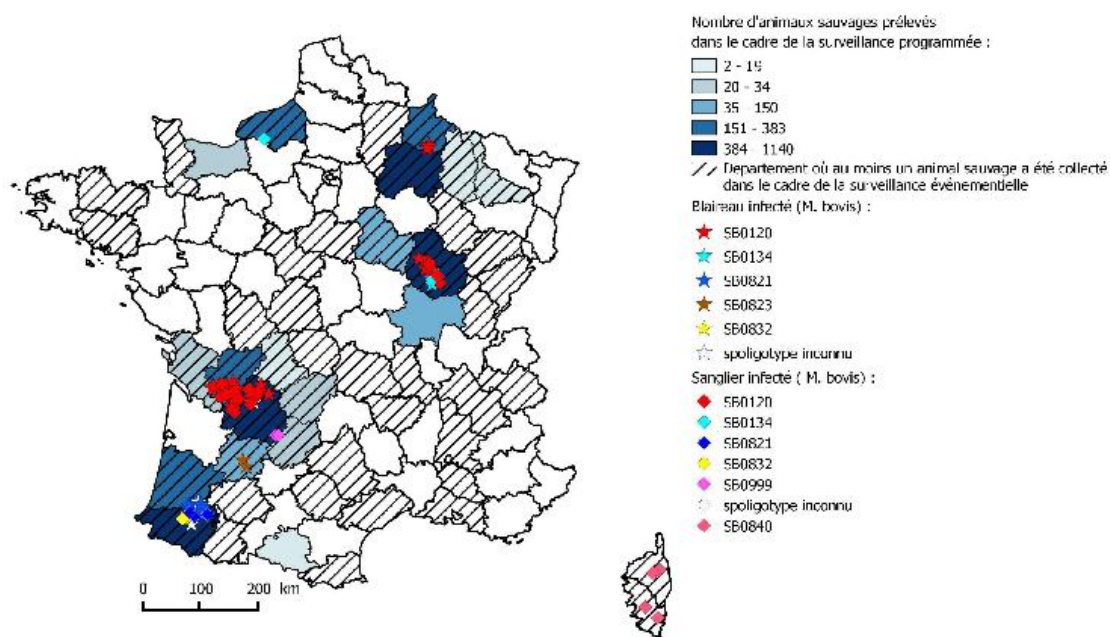 Nombre d'animaux sauvages prélevés
dans le cadre de la surveillance programmée :
2 - 19
20 - 34
35 - 150
151 - 383
384 - 1140
Departement où au moins un animal sauvage a été collecté
dans le cadre de la surveillance événementielle
Blaireau infecté (M. bovis) :
SB0120
SB0134
SB0821
SB0823
SB0832
spoligotype inconnu
Sanglier infecté ( M. bovis) :
SB0120
SB0134
SB0821
SB0832
SB0999
spoligotype inconnu
SB0840
0 100 200 km